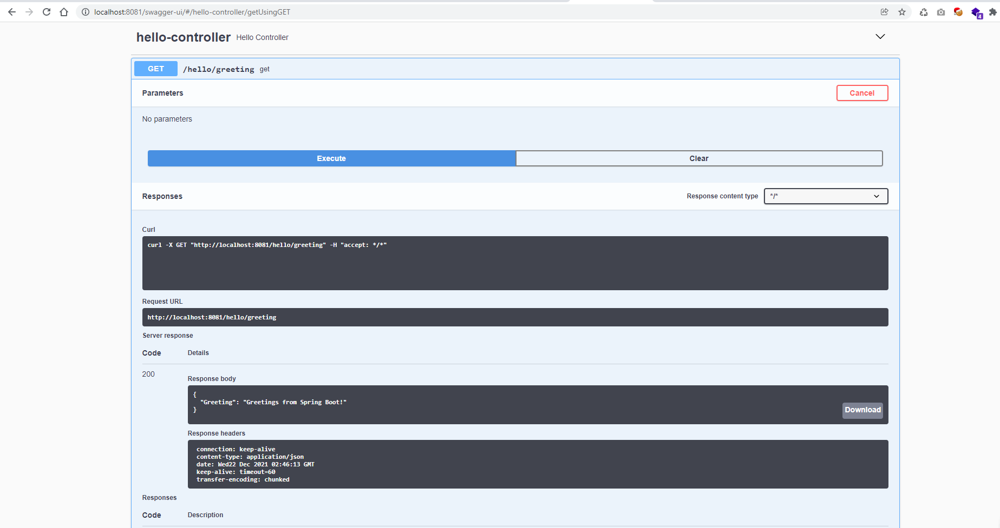 localhost:8081/swagger-ui/#/hello-controller/getUsingGET
4
hello-controller Hello Controller
GET /hello/greeting get
Parameters Cancel
No parameters
Execute Clear
Responses Response content type */*
Curl
curl -X GET "http://localhost:8081/hello/greeting" -H "accept: */*"
Request URL
http://localhost:8081/hello/greeting
Server response
Code Details
200
Response body
{
"Greeting": "Greetings from Spring Boot!"
}
Download
Response headers
connection: keep-alive
content-type: application/json
date: Wed22 Dec 2021 02:46:13 GMT
keep-alive: timeout=60
transfer-encoding: chunked
Responses
Code Description